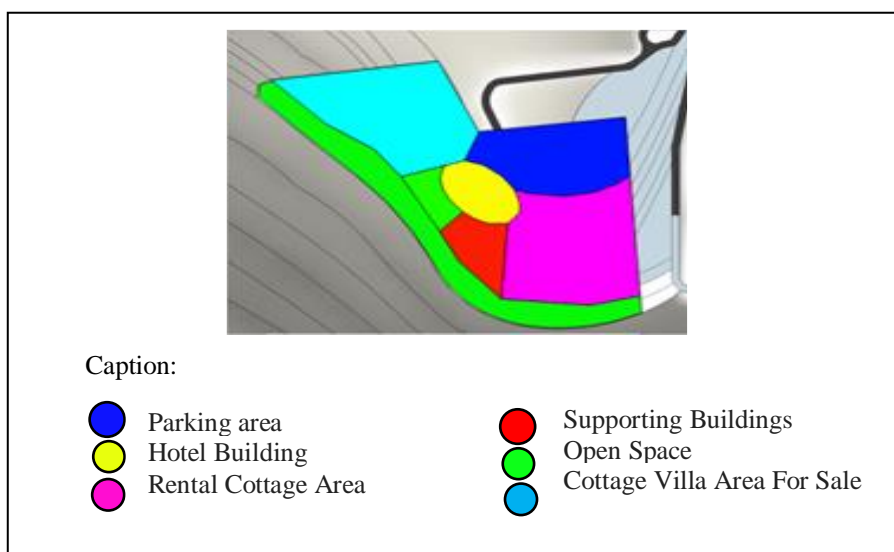 Caption:
Parking area
Hotel Building
Rental Cottage Area
Supporting Buildings
Open Space
Cottage Villa Area For Sale